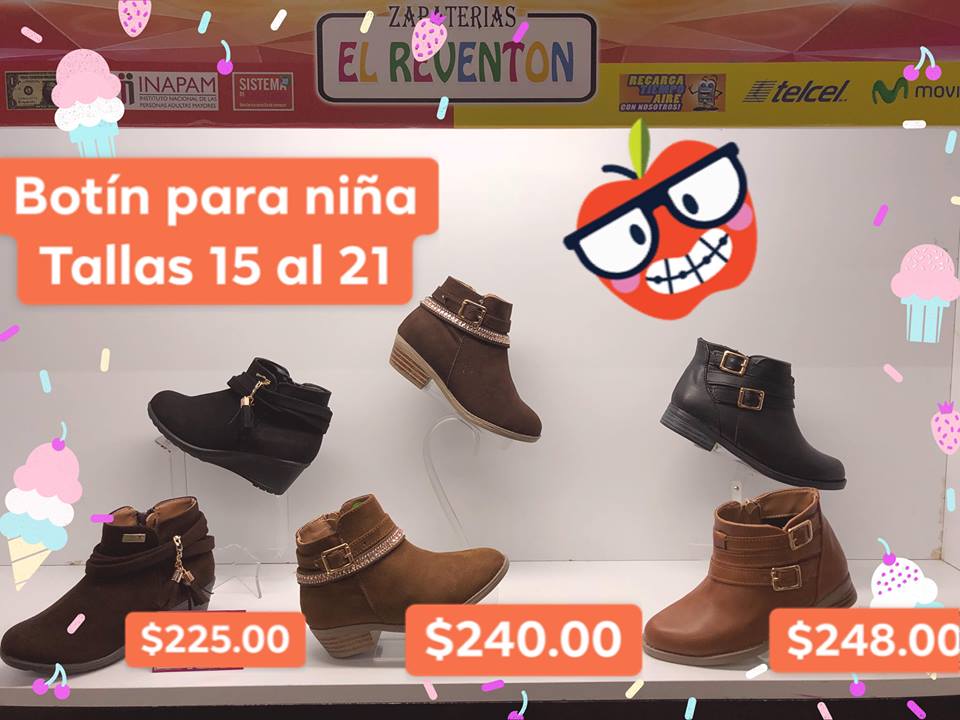 ZAPATERIAS
EL REVENTON
INAPAM
INSTITUTO NACIONAL DE LAS
PERSONAS ADULTAS MAYORES
SISTEMA
RECARGA
TIEMPO
AIRE
CON NOSOTROS!
telcel
movi
Botín para niña
Tallas 15 al 21
$225.00
$240.00
$248.00